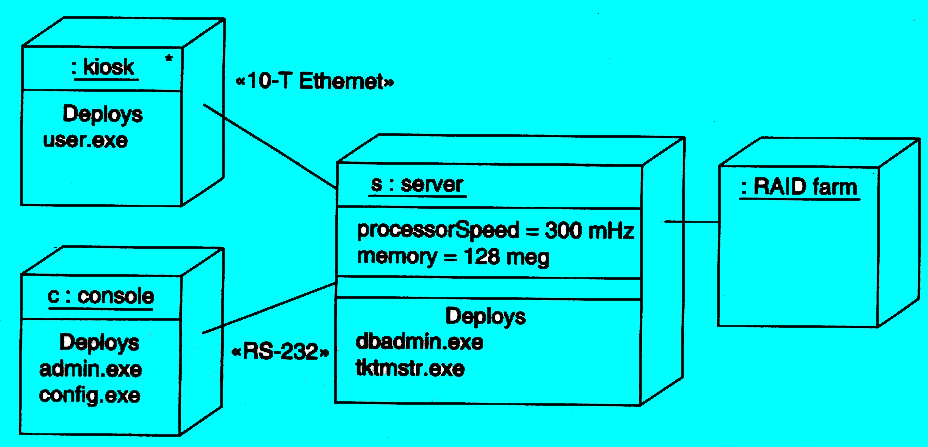 : kiosk *
Deploys
user.exe
«10-T Ethernet»
s : server
processorSpeed = 300 mHz
memory = 128 meg
Deploys
dbadmin.exe
tktmstr.exe
: RAID farm
c : console
Deploys
admin.exe
config.exe
«RS-232»